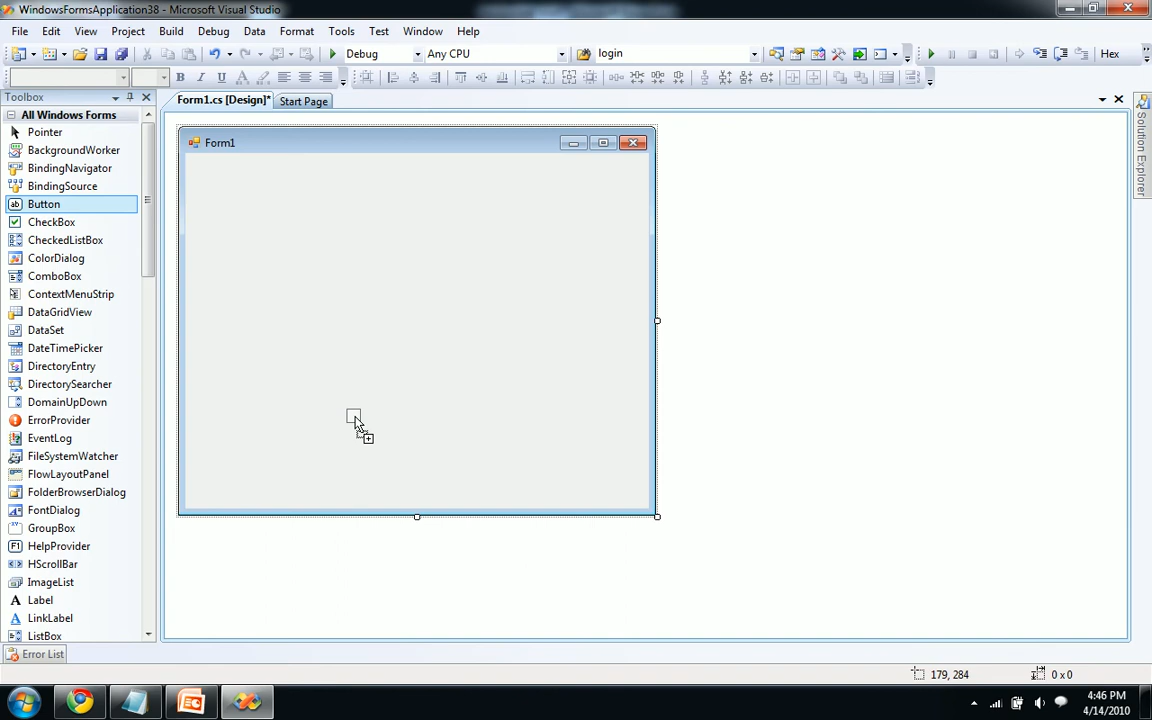 WindowsFormsApplication38 - Microsoft Visual Studio
File Edit View Project Build Debug Data Format Tools Test Window Help
Debug Any CPU login Hex
Toolbox
Form1.cs [Design]* Start Page
All Windows Forms
Pointer
BackgroundWorker
BindingNavigator
BindingSource
Button
CheckBox
CheckedListBox
ColorDialog
ComboBox
ContextMenuStrip
DataGridView
DataSet
DateTimePicker
DirectoryEntry
DirectorySearcher
DomainUpDown
ErrorProvider
EventLog
FileSystemWatcher
FlowLayoutPanel
FolderBrowserDialog
FontDialog
GroupBox
HelpProvider
HScrollBar
ImageList
Label
LinkLabel
ListBox
Form1
Solution Explorer
Error List
179, 284 0 x 0
4:46 PM
4/14/2010